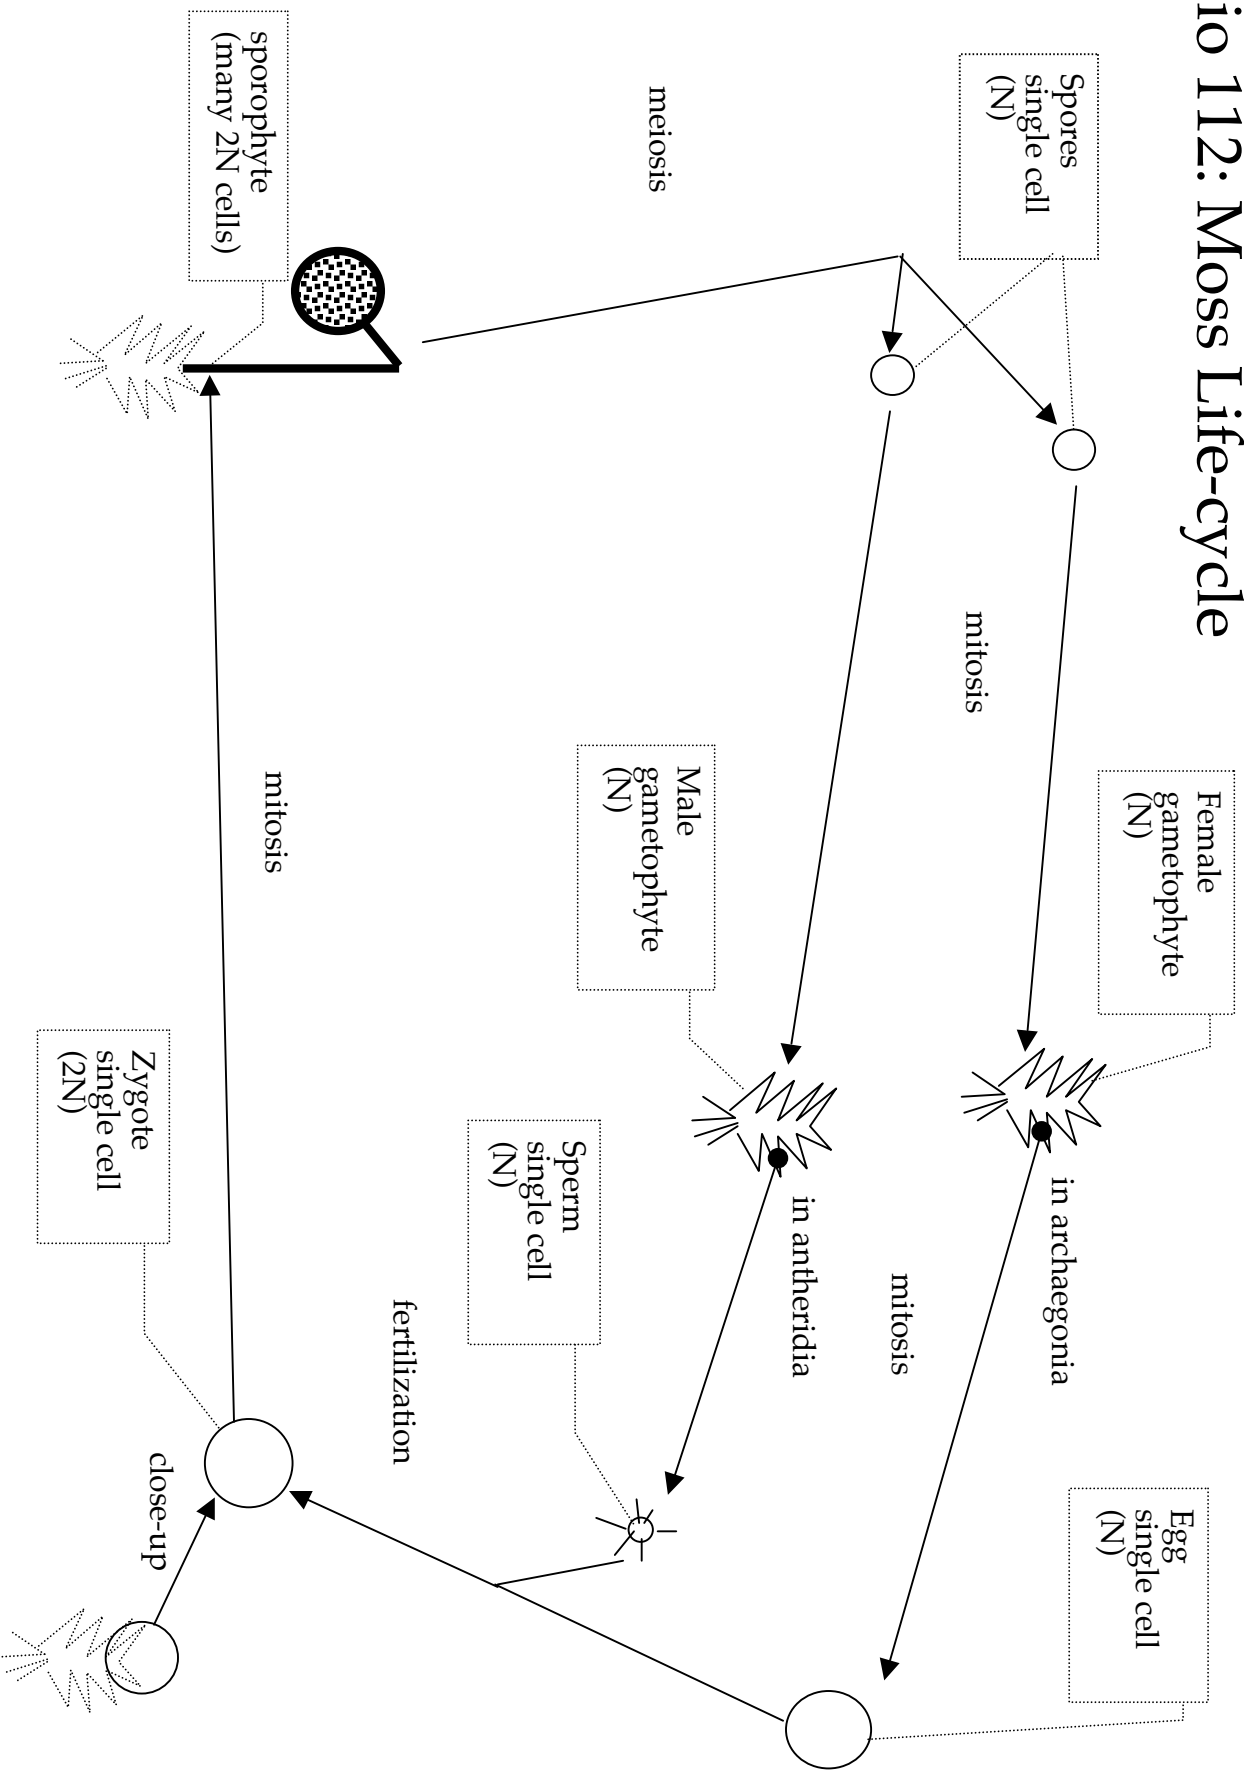 io 112: Moss Life-cycle
Spores
single cell
(N)
mitosis
Female
gametophyte
(N)
in archaegonia
Egg
single cell
(N)
meiosis
Male
gametophyte
(N)
in antheridia
mitosis
Sperm
single cell
(N)
sporophyte
(many 2N cells)
mitosis
fertilization
Zygote
single cell
(2N)
close-up